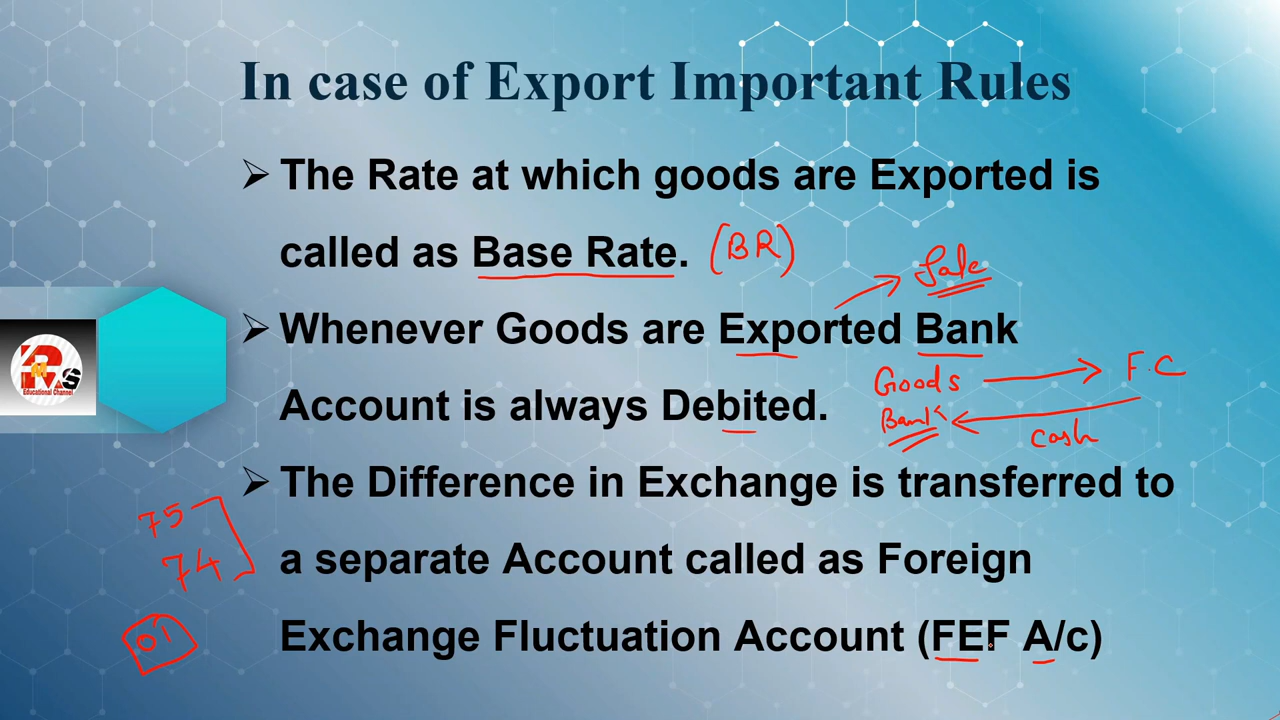 In case of Export Important Rules
➢ The Rate at which goods are Exported is
called as Base Rate. (BR)
Sale
➢ Whenever Goods are Exported Bank
Goods → F.C
Account is always Debited.
Bank ← cash
➢ The Difference in Exchange is transferred to
75
a separate Account called as Foreign
74
Exchange Fluctuation Account (FEF A/c)
01
Educational Channel